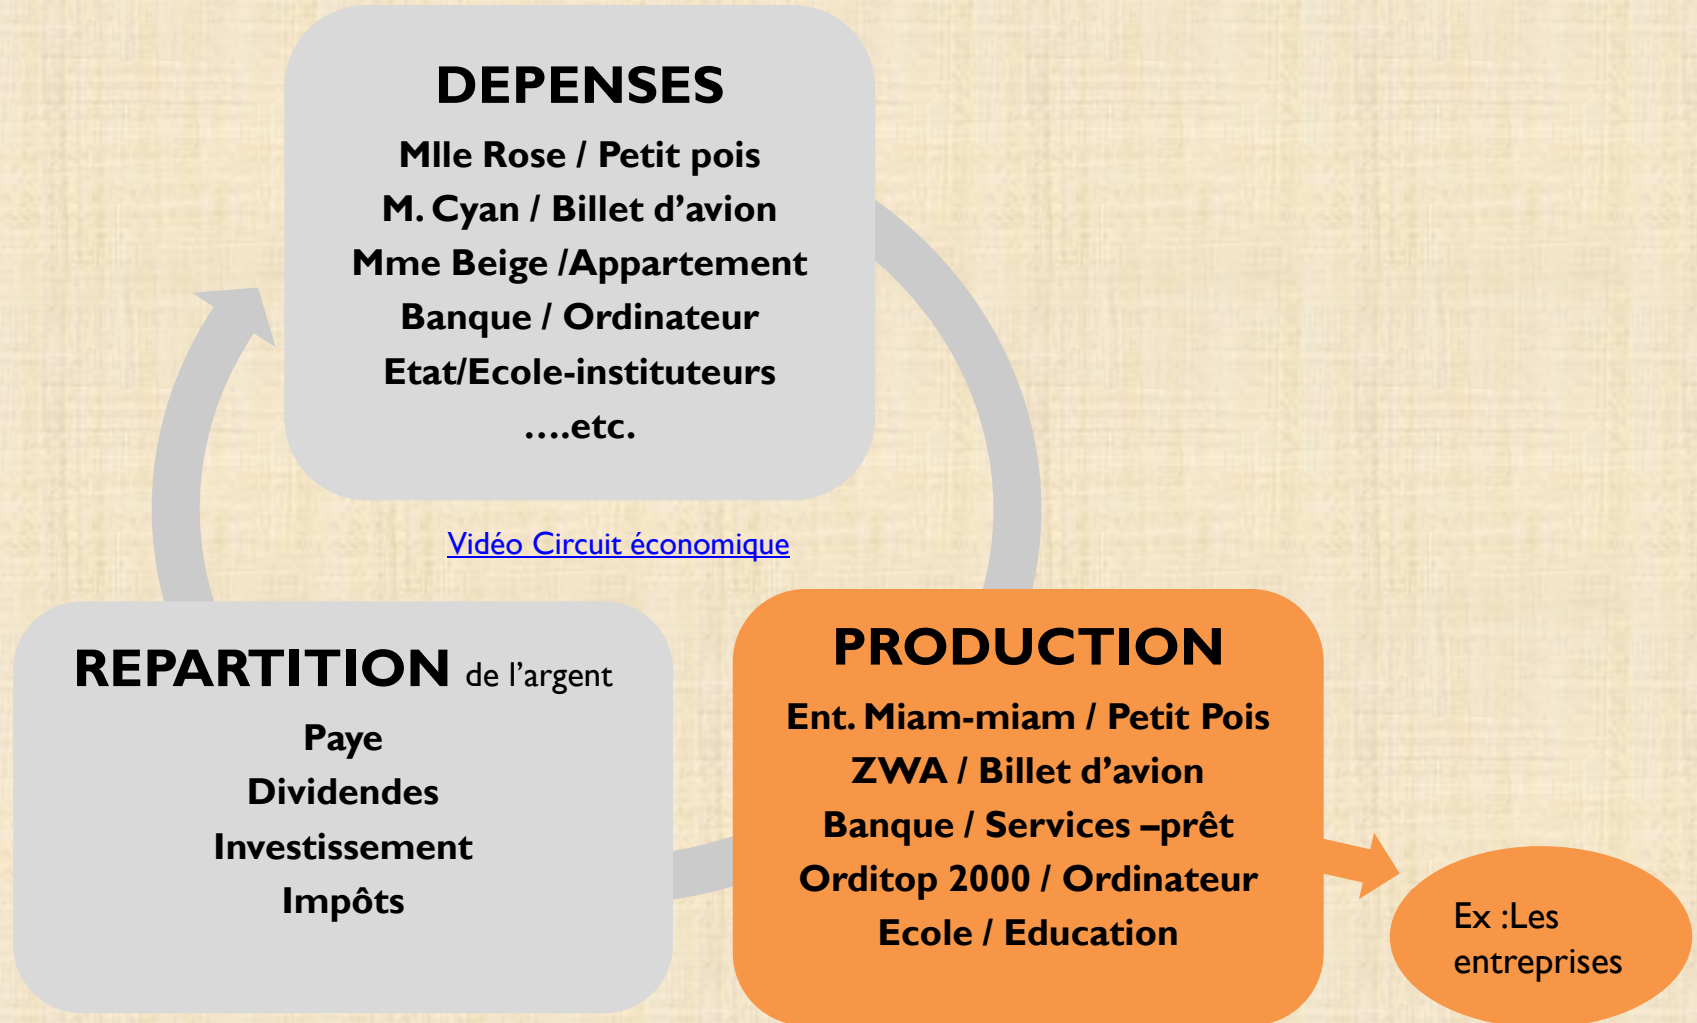 DEPENSES
Mlle Rose / Petit pois
M. Cyan / Billet d’avion
Mme Beige /Appartement
Banque / Ordinateur
Etat/Ecole-instituteurs
….etc.
Vidéo Circuit économique
REPARTITION de l’argent
Paye
Dividendes
Investissement
Impôts
PRODUCTION
Ent. Miam-miam / Petit Pois
ZWA / Billet d’avion
Banque / Services –prêt
Orditop 2000 / Ordinateur
Ecole / Education
Ex :Les
entreprises